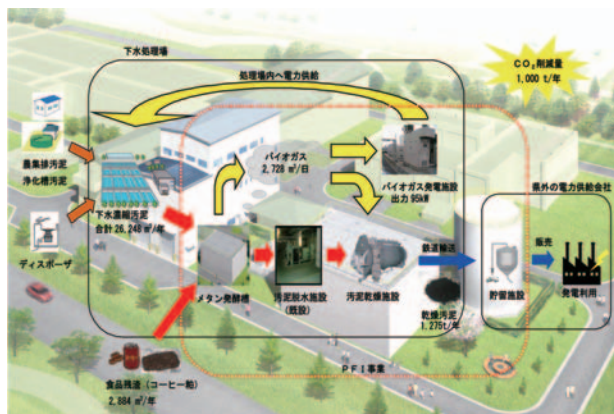 下水処理場
CO₂削減量
1,000 t/年
処理場内へ電力供給
農集排汚泥
浄化槽汚泥
バイオガス
2,728 ㎥/日
バイオガス発電施設
出力 95kW
県外の電力供給会社
下水濃縮汚泥
合計:26,248㎥/年
ディスポーザ
鉄道輸送
販売
メタン発酵槽
汚泥脱水施設
(既設)
汚泥乾燥施設
乾燥汚泥
1,275t/年
貯留施設
発電利用
食品残渣(コーヒー粕)
2,884 ㎥/年
PFI事業